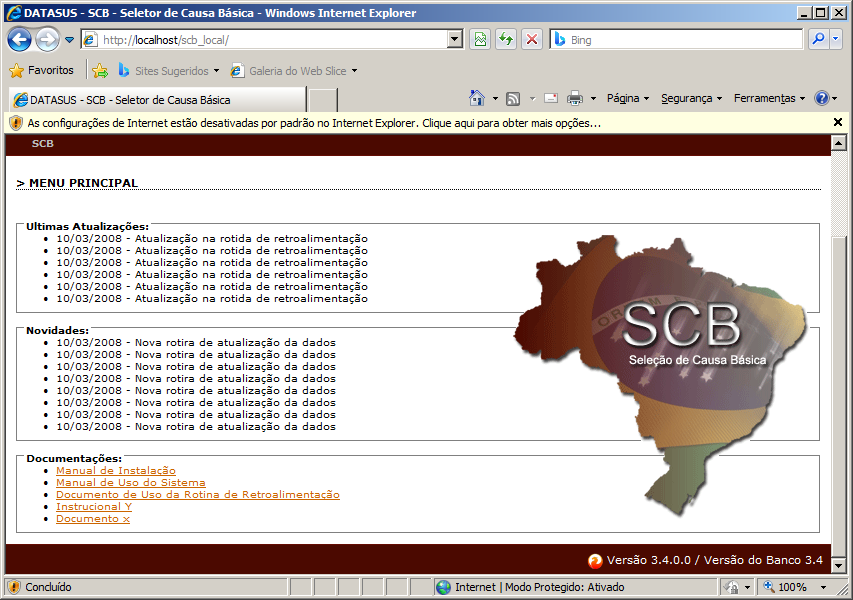 DATASUS - SCB - Seletor de Causa Básica - Windows Internet Explorer
http://localhost/scb_local/
Bing
Favoritos
Sites Sugeridos
Galeria do Web Slice
DATASUS - SCB - Seletor de Causa Básica
Página
Segurança
Ferramentas
As configurações de Internet estão desativadas por padrão no Internet Explorer. Clique aqui para obter mais opções...
SCB
> MENU PRINCIPAL
Ultimas Atualizações:
10/03/2008 - Atualização na rotida de retroalimentação
10/03/2008 - Atualização na rotida de retroalimentação
10/03/2008 - Atualização na rotida de retroalimentação
10/03/2008 - Atualização na rotida de retroalimentação
10/03/2008 - Atualização na rotida de retroalimentação
10/03/2008 - Atualização na rotida de retroalimentação
Novidades:
10/03/2008 - Nova rotira de atualização da dados
10/03/2008 - Nova rotira de atualização da dados
10/03/2008 - Nova rotira de atualização da dados
10/03/2008 - Nova rotira de atualização da dados
10/03/2008 - Nova rotira de atualização da dados
10/03/2008 - Nova rotira de atualização da dados
10/03/2008 - Nova rotira de atualização da dados
10/03/2008 - Nova rotira de atualização da dados
SCB
Seleção de Causa Básica
Documentações:
Manual de Instalação
Manual de Uso do Sistema
Documento de Uso da Rotina de Retroalimentação
Instrucional Y
Documento x
Versão 3.4.0.0 / Versão do Banco 3.4
Concluído
Internet | Modo Protegido: Ativado
100%